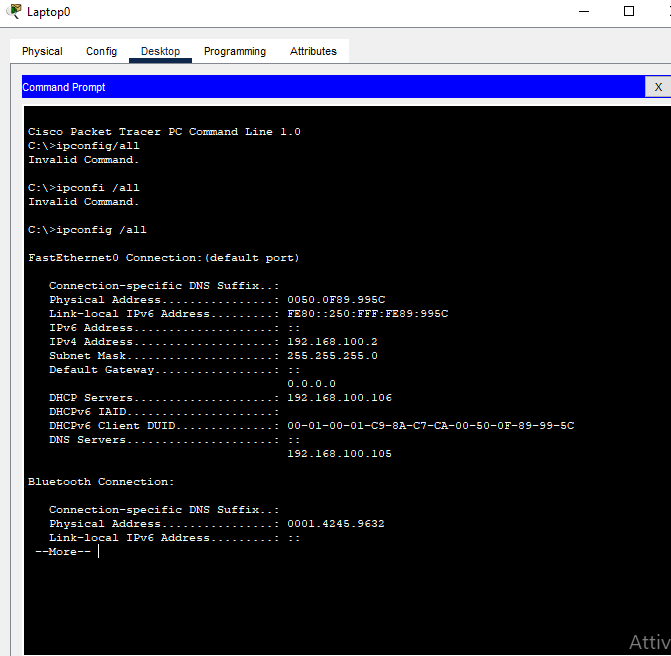 Laptop0
Physical Config Desktop Programming Attributes
Command Prompt X
Cisco Packet Tracer PC Command Line 1.0
C:\>ipconfig/all
Invalid Command.
C:\>ipconfi /all
Invalid Command.
C:\>ipconfig /all
FastEthernet0 Connection:(default port)
Connection-specific DNS Suffix..:
Physical Address................: 0050.0F89.995C
Link-local IPv6 Address.........: FE80::250:FFF:FE89:995C
IPv6 Address....................: ::
IPv4 Address....................: 192.168.100.2
Subnet Mask.....................: 255.255.255.0
Default Gateway.................: ::
0.0.0.0
DHCP Servers....................: 192.168.100.106
DHCPv6 IAID.....................:
DHCPv6 Client DUID..............: 00-01-00-01-C9-8A-C7-CA-00-50-0F-89-99-5C
DNS Servers.....................: ::
192.168.100.105
Bluetooth Connection:
Connection-specific DNS Suffix..:
Physical Address................: 0001.4245.9632
Link-local IPv6 Address.........: ::
--More--
Activ